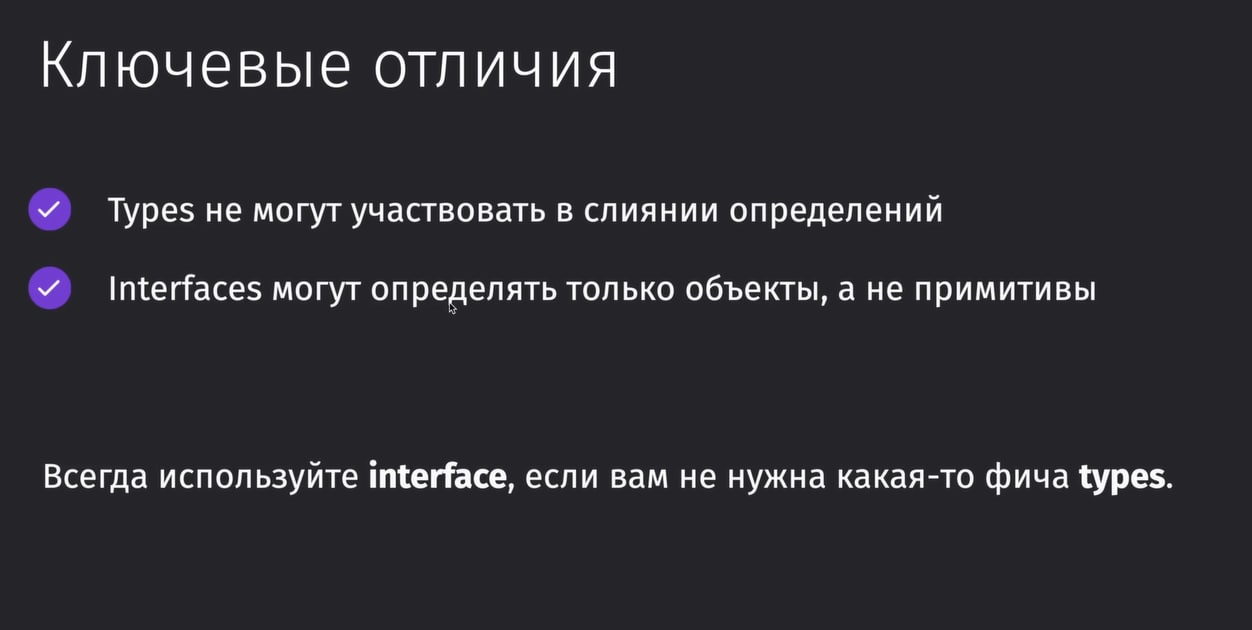 Ключевые отличия
Types не могут участвовать в слиянии определений
Interfaces могут определять только объекты, а не примитивы
Всегда используйте interface, если вам не нужна какая-то фича types.